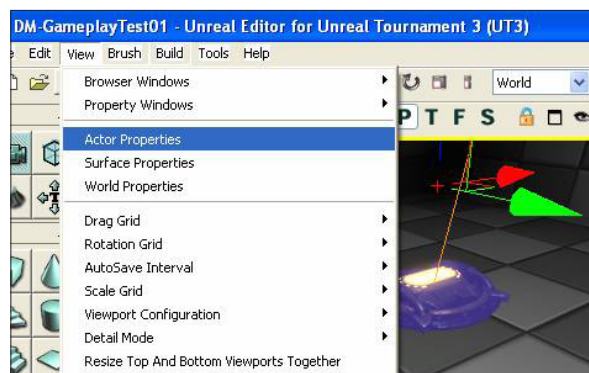 DM-GameplayTest01 - Unreal Editor for Unreal Tournament 3 (UT3)
Edit View Brush Build Tools Help
World
P T F S
Browser Windows
Property Windows
Actor Properties
Surface Properties
World Properties
Drag Grid
Rotation Grid
AutoSave Interval
Scale Grid
Viewport Configuration
Detail Mode
Resize Top And Bottom Viewports Together